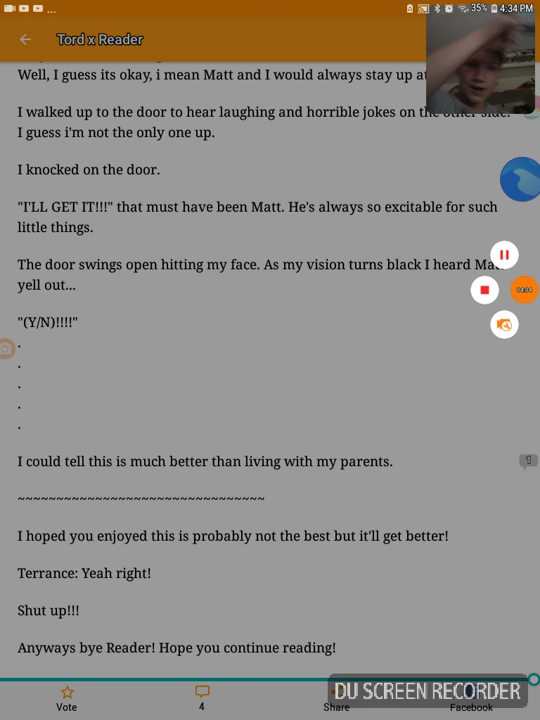 ... 35% 4:34 PM
Tord x Reader
Well, I guess its okay, i mean Matt and I would always stay up at
I walked up to the door to hear laughing and horrible jokes on the other side.
I guess i'm not the only one up.
I knocked on the door.
"I'LL GET IT!!!" that must have been Matt. He's always so excitable for such
little things.
The door swings open hitting my face. As my vision turns black I heard Matt
yell out...
"(Y/N)!!!!"
.
.
.
.
.
I could tell this is much better than living with my parents.
1
~~~~~~~~~~~~~~~~~~~~~~~~~~~~~~~~
I hoped you enjoyed this is probably not the best but it'll get better!
Terrance: Yeah right!
Shut up!!!
Anyways bye Reader! Hope you continue reading!
DU SCREEN RECORDER
Vote 4 Share Facebook